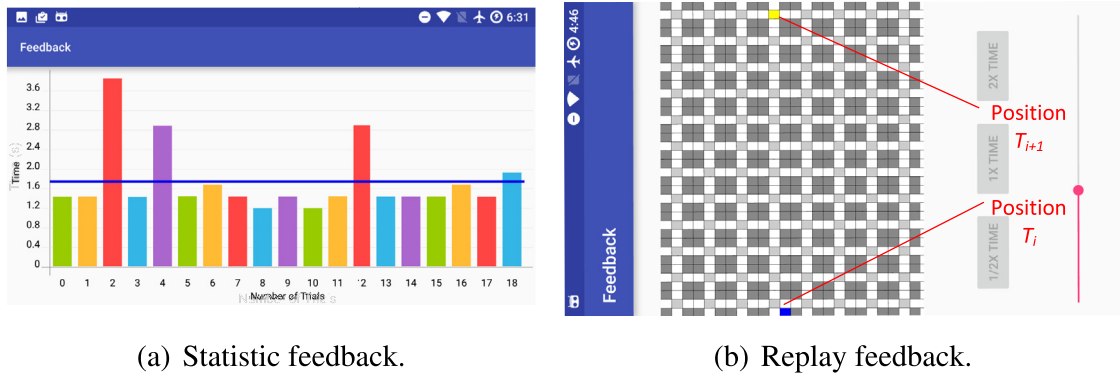 6:31
Feedback
3.6
3.2
2.8
2.4
2.0
1.6
1.2
0.8
0.4
0
Time
0 1 2 3 4 5 6 7 8 9 10 11 12 13 14 15 16 17 18
Number of Trials
(a) Statistic feedback.
4:46
Feedback
2X TIME
1X TIME
1/2X TIME
Position
Ti+1
Position
Ti
(b) Replay feedback.